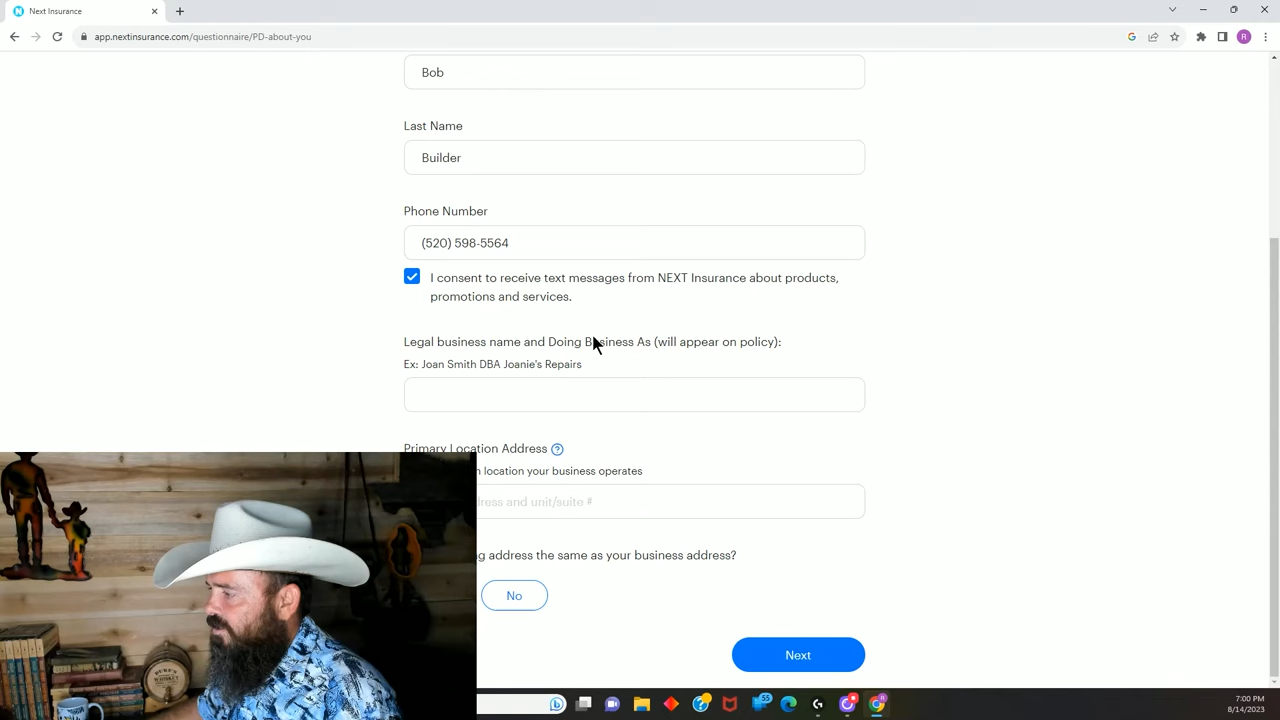 Next Insurance
app.nextinsurance.com/questionnaire/PD-about-you
R
Bob
Last Name
Builder
Phone Number
(520) 598-5564
I consent to receive text messages from NEXT Insurance about products,
promotions and services.
Legal business name and Doing Business As (will appear on policy):
Ex: Joan Smith DBA Joanie's Repairs
Primary Location Address
location your business operates
and unit/suite #
address the same as your business address?
No
Next
DUKE'S
WHISKEY
55
7:00 PM
8/14/2023